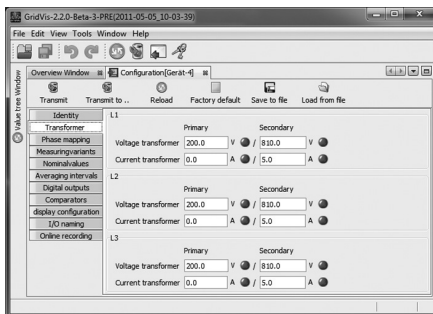 GridVis-2.2.0-Beta-3-PRE(2011-05-05_10-03-39)
File Edit View Tools Window Help
Value tree Window
Overview Window
Configuration[Gerät-4]
Transmit
Transmit to ..
Reload
Factory default
Save to file
Load from file
Identity
Transformer
Phase mapping
Measuringvariants
Nominalvalues
Averaging intervals
Digital outputs
Comparators
display configuration
I/O naming
Online recording
L1
Primary Secondary
Voltage transformer 200.0 V / 810.0 V
Current transformer 0.0 A / 5.0 A
L2
Primary Secondary
Voltage transformer 200.0 V / 810.0 V
Current transformer 0.0 A / 5.0 A
L3
Primary Secondary
Voltage transformer 200.0 V / 810.0 V
Current transformer 0.0 A / 5.0 A